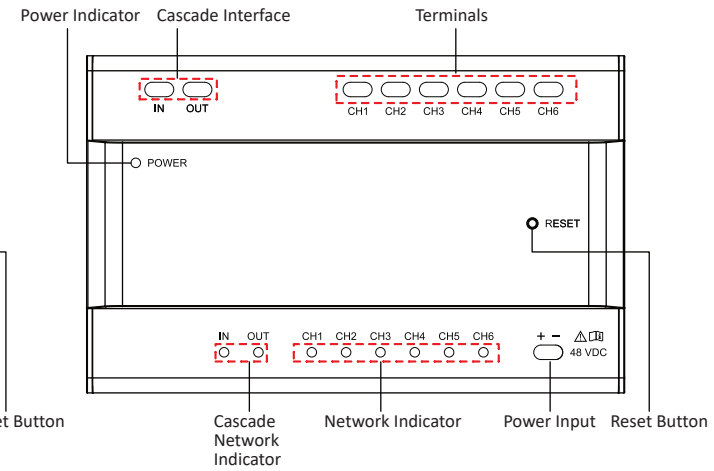 Power Indicator Cascade Interface Terminals
IN OUT CH1 CH2 CH3 CH4 CH5 CH6
POWER
RESET
IN OUT CH1 CH2 CH3 CH4 CH5 CH6 + −
48 VDC
t Button Cascade Network Indicator Power Input Reset Button
Network
Indicator